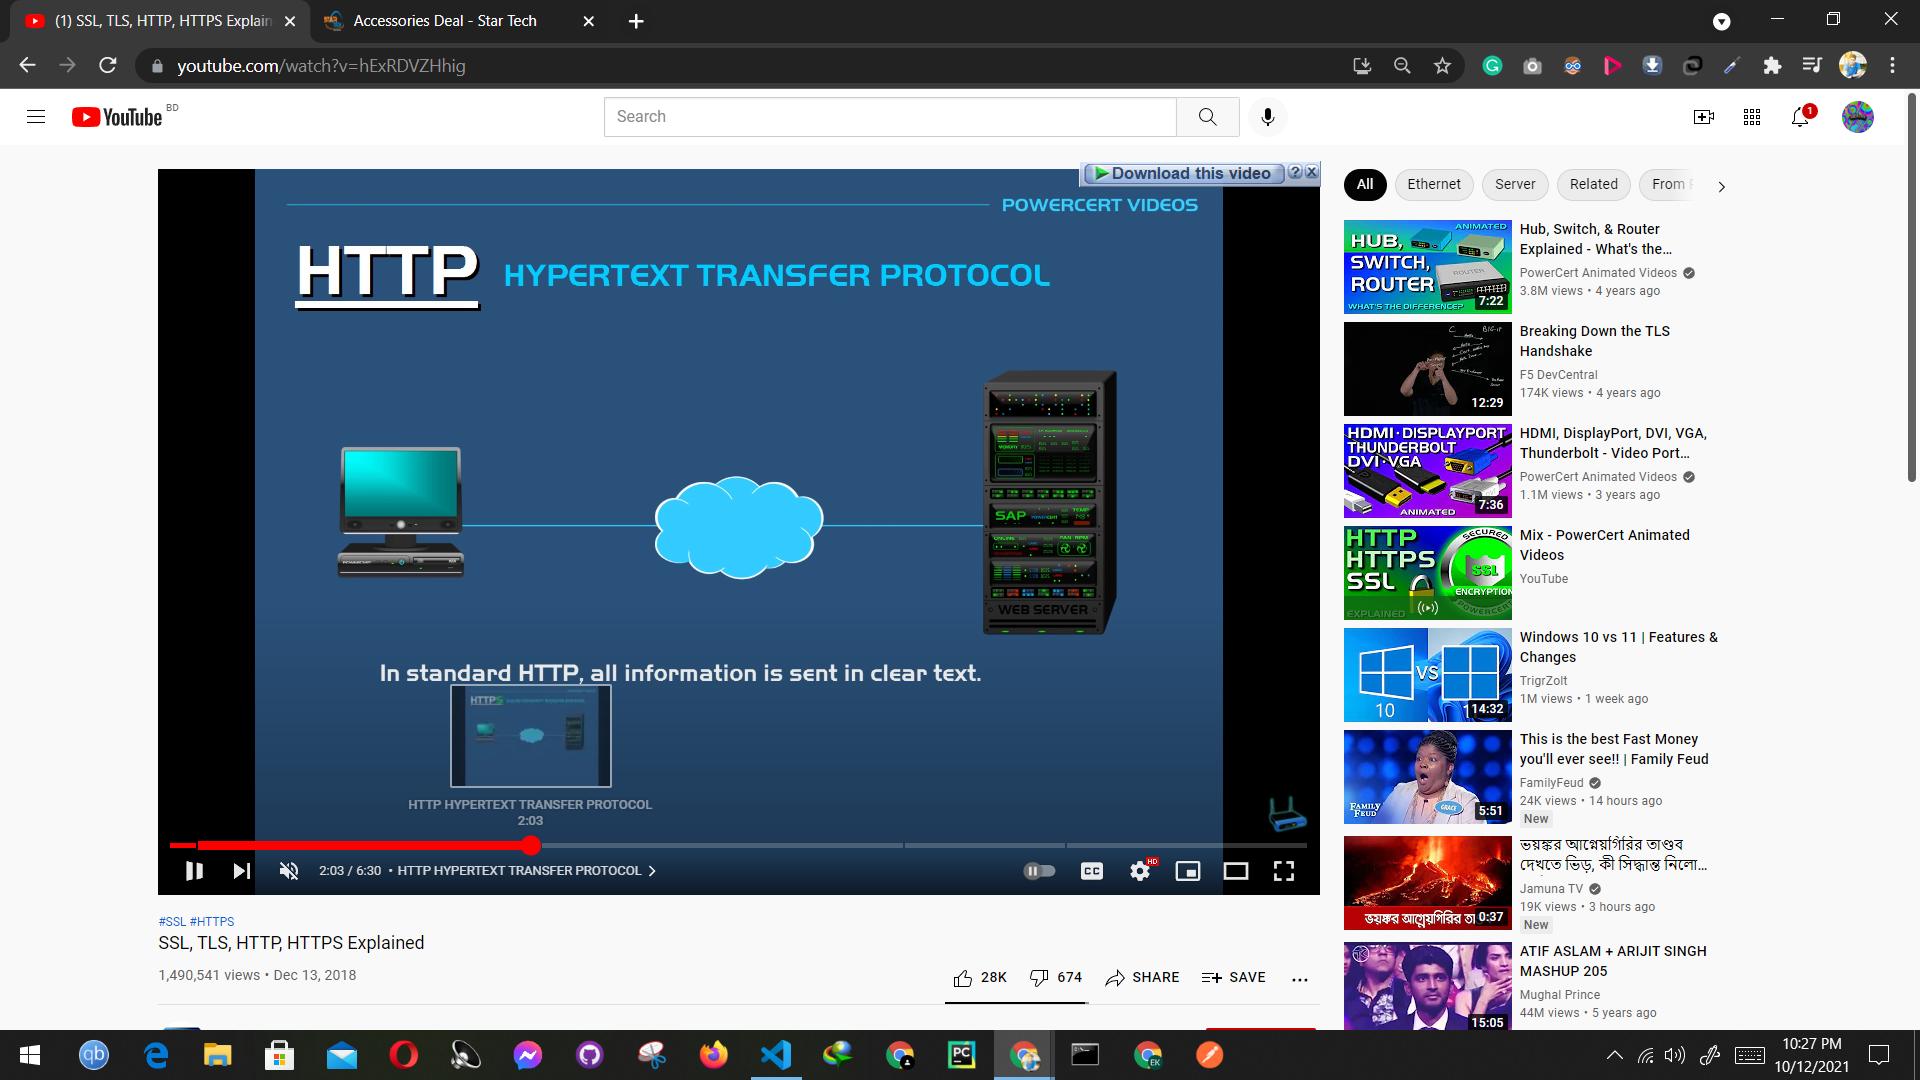 (1) SSL, TLS, HTTP, HTTPS Explain
Accessories Deal - Star Tech
youtube.com/watch?v=hExRDVZHhig
YouTube BD
Search
1
Download this video
POWERCERT VIDEOS
HTTP HYPERTEXT TRANSFER PROTOCOL
SAP
WEB SERVER
In standard HTTP, all information is sent in clear text.
HTTP HYPERTEXT TRANSFER PROTOCOL
2:03
2:03 / 6:30 • HTTP HYPERTEXT TRANSFER PROTOCOL
CC
HD
#SSL #HTTPS
SSL, TLS, HTTP, HTTPS Explained
1,490,541 views • Dec 13, 2018
28K 674 SHARE SAVE
All Ethernet Server Related From
ANIMATED
HUB,
SWITCH,
ROUTER
WHAT'S THE DIFFERENCE?
7:22
Hub, Switch, & Router
Explained - What's the...
PowerCert Animated Videos
3.8M views • 4 years ago
12:29
Breaking Down the TLS
Handshake
F5 DevCentral
174K views • 4 years ago
HDMI·DISPLAYPORT
THUNDERBOLT
DVI·VGA
ANIMATED
7:36
HDMI, DisplayPort, DVI, VGA,
Thunderbolt - Video Port...
PowerCert Animated Videos
1.1M views • 3 years ago
HTTP
HTTPS
SSL
EXPLAINED
SECURED
SSL
ENCRYPTION
POWERCERT
Mix - PowerCert Animated
Videos
YouTube
10
VS
14:32
Windows 10 vs 11 | Features &
Changes
TrigrZolt
1M views • 1 week ago
FAMILY
FEUD
GRACE
5:51
This is the best Fast Money
you'll ever see!! | Family Feud
FamilyFeud
24K views • 14 hours ago
New
ভয়ঙ্কর আগ্নেয়গিরির তা
0:37
ভয়ঙ্কর আগ্নেয়গিরির তাণ্ডব
দেখতে ভিড়, কী সিদ্ধান্ত নিলো...
Jamuna TV
19K views • 3 hours ago
New
15:05
ATIF ASLAM + ARIJIT SINGH
MASHUP 205
Mughal Prince
44M views • 5 years ago
qb
PC
EK
10:27 PM
10/12/2021